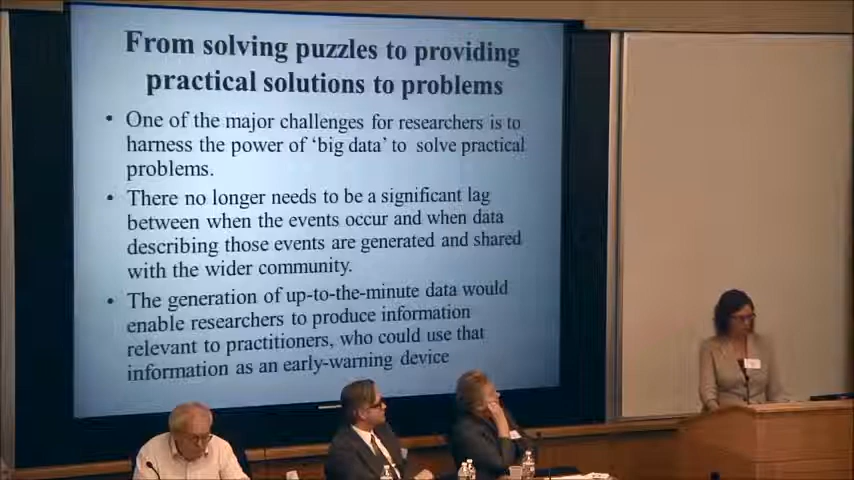 From solving puzzles to providing
practical solutions to problems
• One of the major challenges for researchers is to
harness the power of 'big data' to solve practical
problems.
• There no longer needs to be a significant lag
between when the events occur and when data
describing those events are generated and shared
with the wider community.
• The generation of up-to-the-minute data would
enable researchers to produce information
relevant to practitioners, who could use that
information as an early-warning device